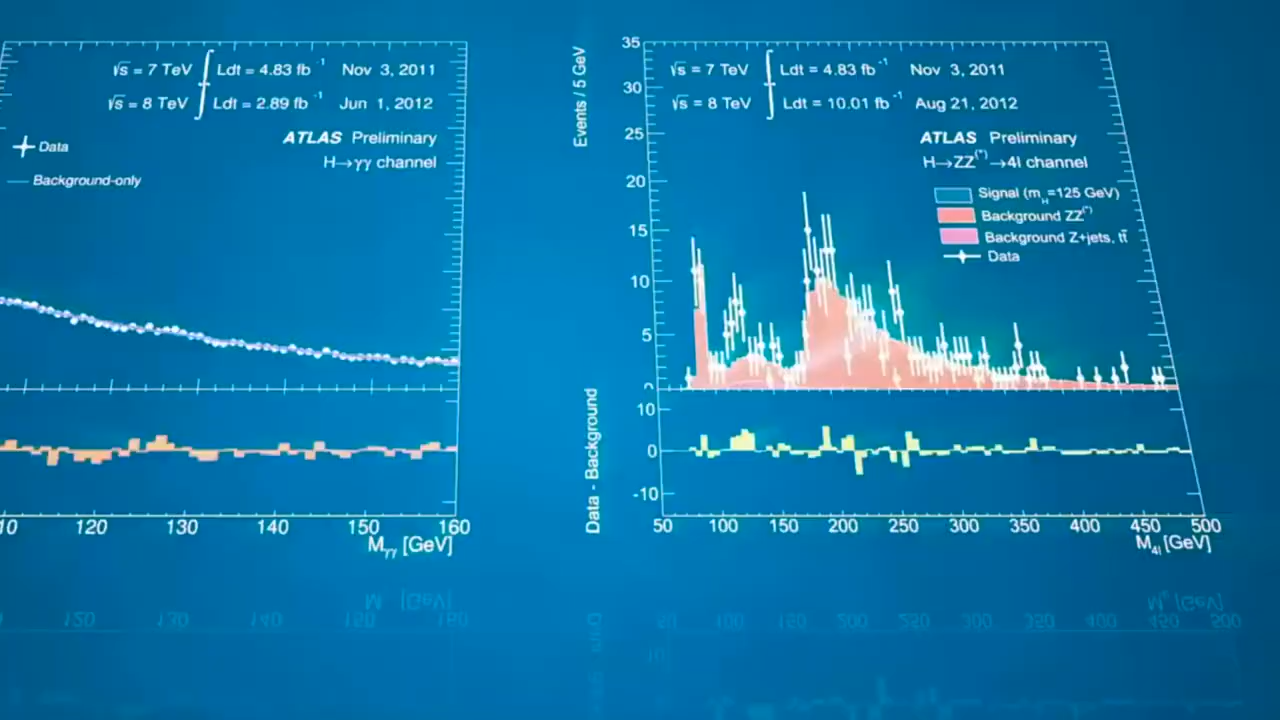 √s = 7 TeV ∫ Ldt = 4.83 fb⁻¹ Nov 3, 2011
√s = 8 TeV Ldt = 2.89 fb⁻¹ Jun 1, 2012
ATLAS Preliminary
H→γγ channel
Data
Background-only
10 120 130 140 150 160
Mγγ [GeV]
Events / 5 GeV
35
30
25
20
15
10
5
√s = 7 TeV ∫ Ldt = 4.83 fb⁻¹ Nov 3, 2011
√s = 8 TeV Ldt = 10.01 fb⁻¹ Aug 21, 2012
ATLAS Preliminary
H→ZZ(*)→4l channel
Signal (m_H=125 GeV)
Background ZZ(*)
Background Z+jets, tt̄
Data
Data - Background
10
0
-10
50 100 150 200 250 300 350 400 450 500
M4l [GeV]